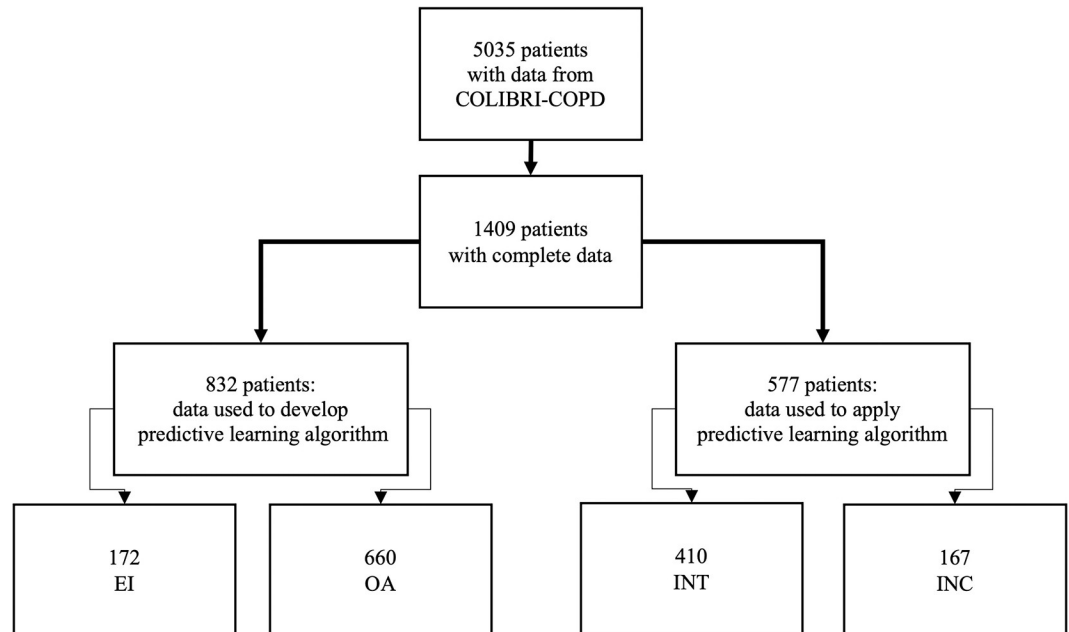 5035 patients
with data from
COLIBRI-COPD
1409 patients
with complete data
832 patients:
data used to develop
predictive learning algorithm
577 patients:
data used to apply
predictive learning algorithm
172
EI
660
OA
410
INT
167
INC